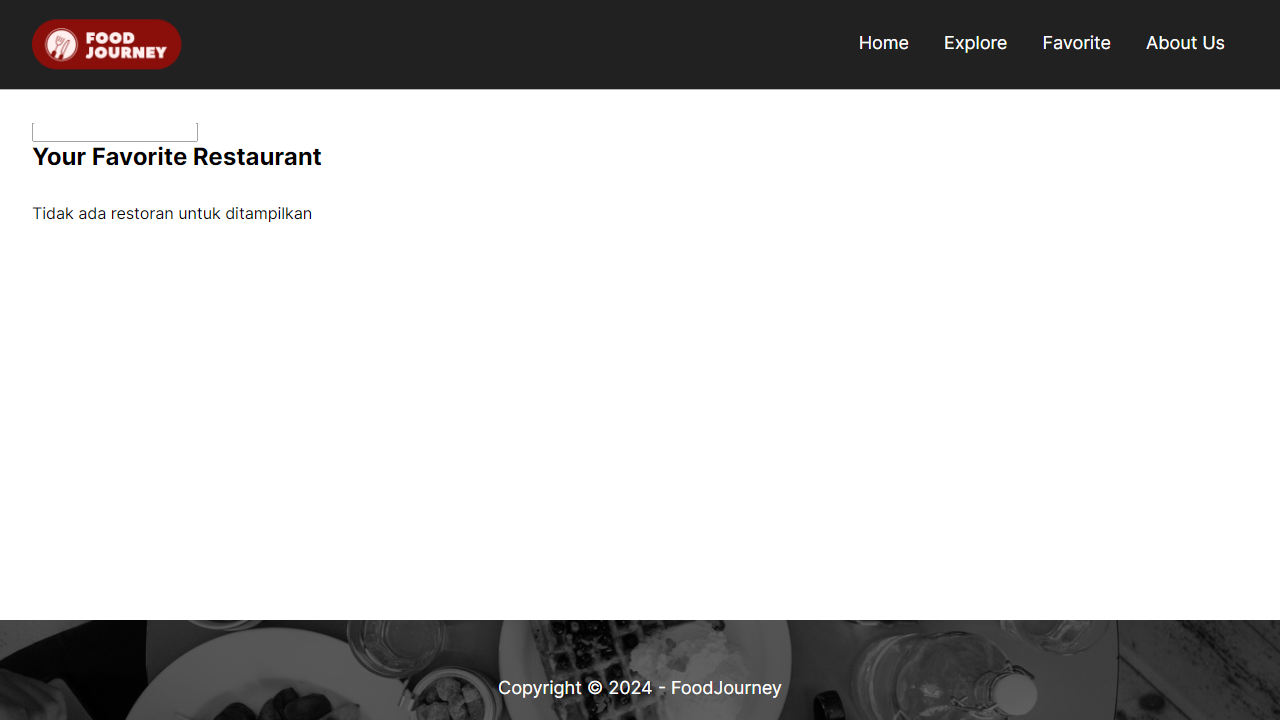 FOOD
JOURNEY
Home Explore Favorite About Us
Your Favorite Restaurant
Tidak ada restoran untuk ditampilkan
Copyright © 2024 - FoodJourney